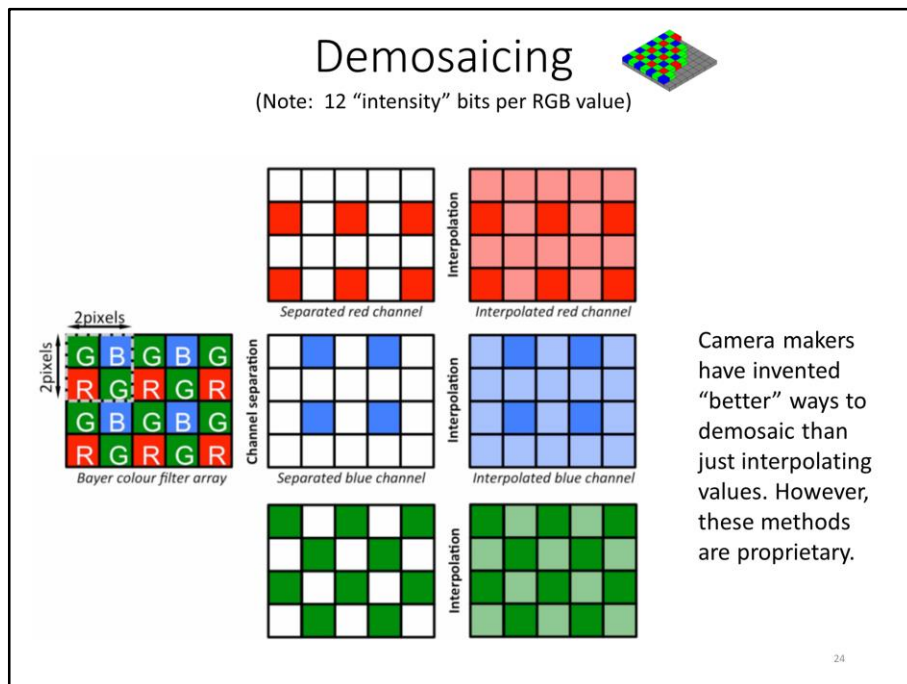 Demosaicing
(Note:  12 “intensity” bits per RGB value)
Interpolation
Separated red channel
Interpolated red channel
2pixels
2pixels
G B G B G
R G R G R
G B G B G
R G R G R
Bayer colour filter array
Channel separation
Interpolation
Separated blue channel
Interpolated blue channel
Interpolation
Camera makers
have invented
“better” ways to
demosaic than
just interpolating
values. However,
these methods
are proprietary.
24